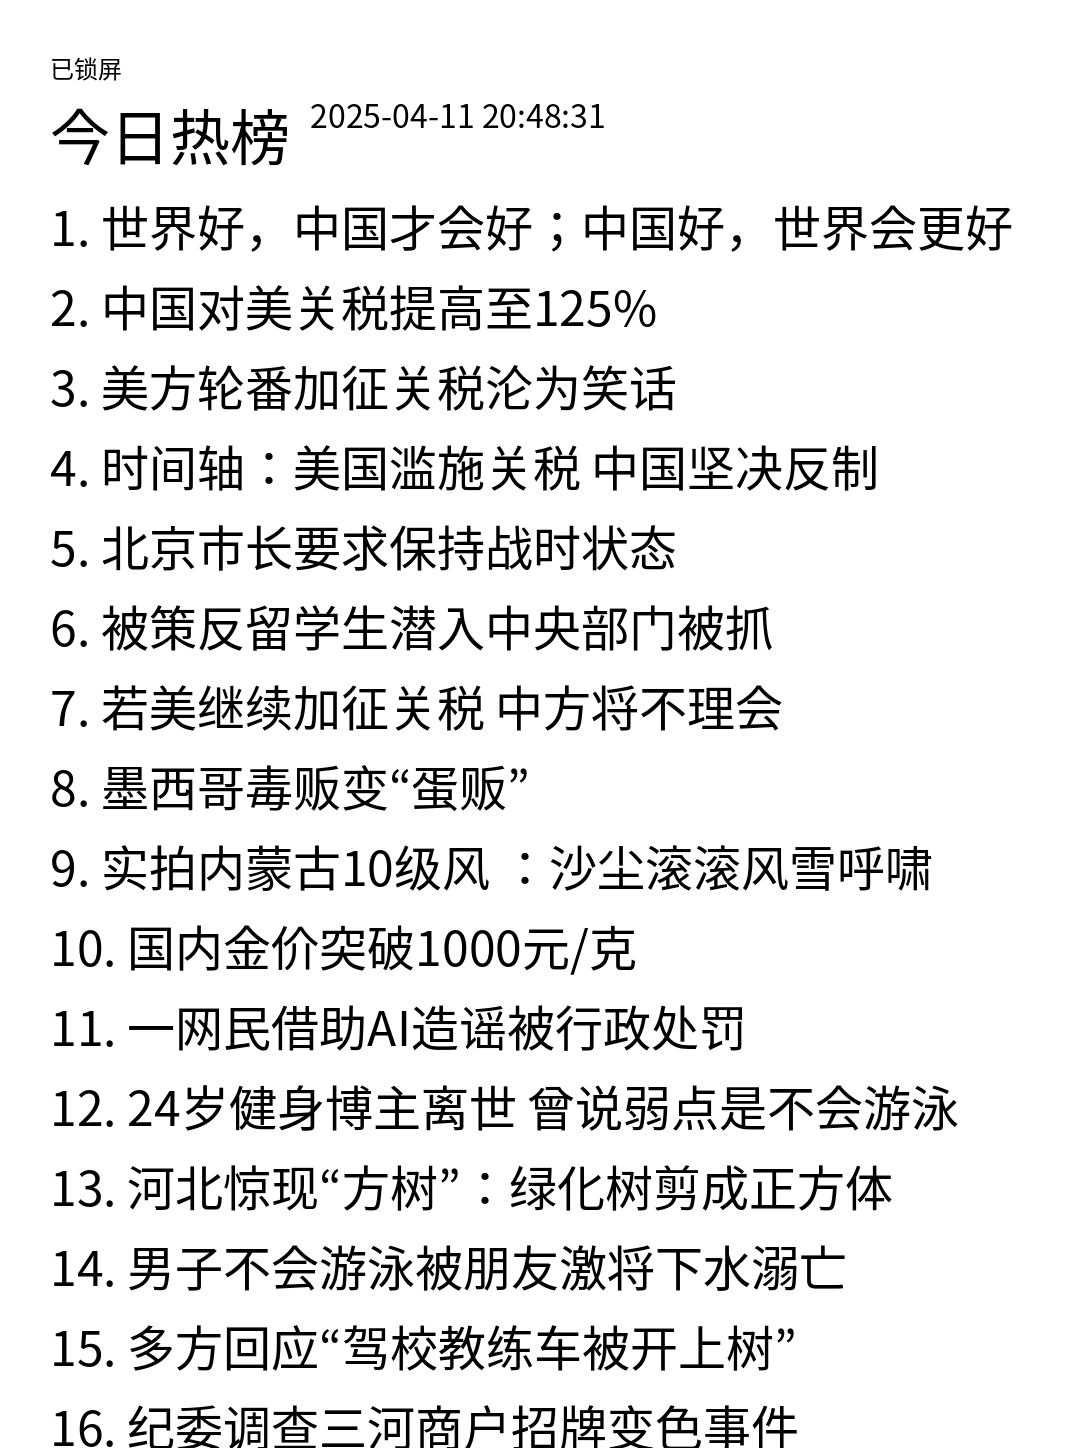 已锁屏
今日热榜 2025-04-11 20:48:31
1. 世界好，中国才会好；中国好，世界会更好
2. 中国对美关税提高至125%
3. 美方轮番加征关税沦为笑话
4. 时间轴：美国滥施关税 中国坚决反制
5. 北京市长要求保持战时状态
6. 被策反留学生潜入中央部门被抓
7. 若美继续加征关税 中方将不理会
8. 墨西哥毒贩变“蛋贩”
9. 实拍内蒙古10级风 ：沙尘滚滚风雪呼啸
10. 国内金价突破1000元/克
11. 一网民借助AI造谣被行政处罚
12. 24岁健身博主离世 曾说弱点是不会游泳
13. 河北惊现“方树”：绿化树剪成正方体
14. 男子不会游泳被朋友激将下水溺亡
15. 多方回应“驾校教练车被开上树”
16. 纪委调查三河商户招牌变色事件